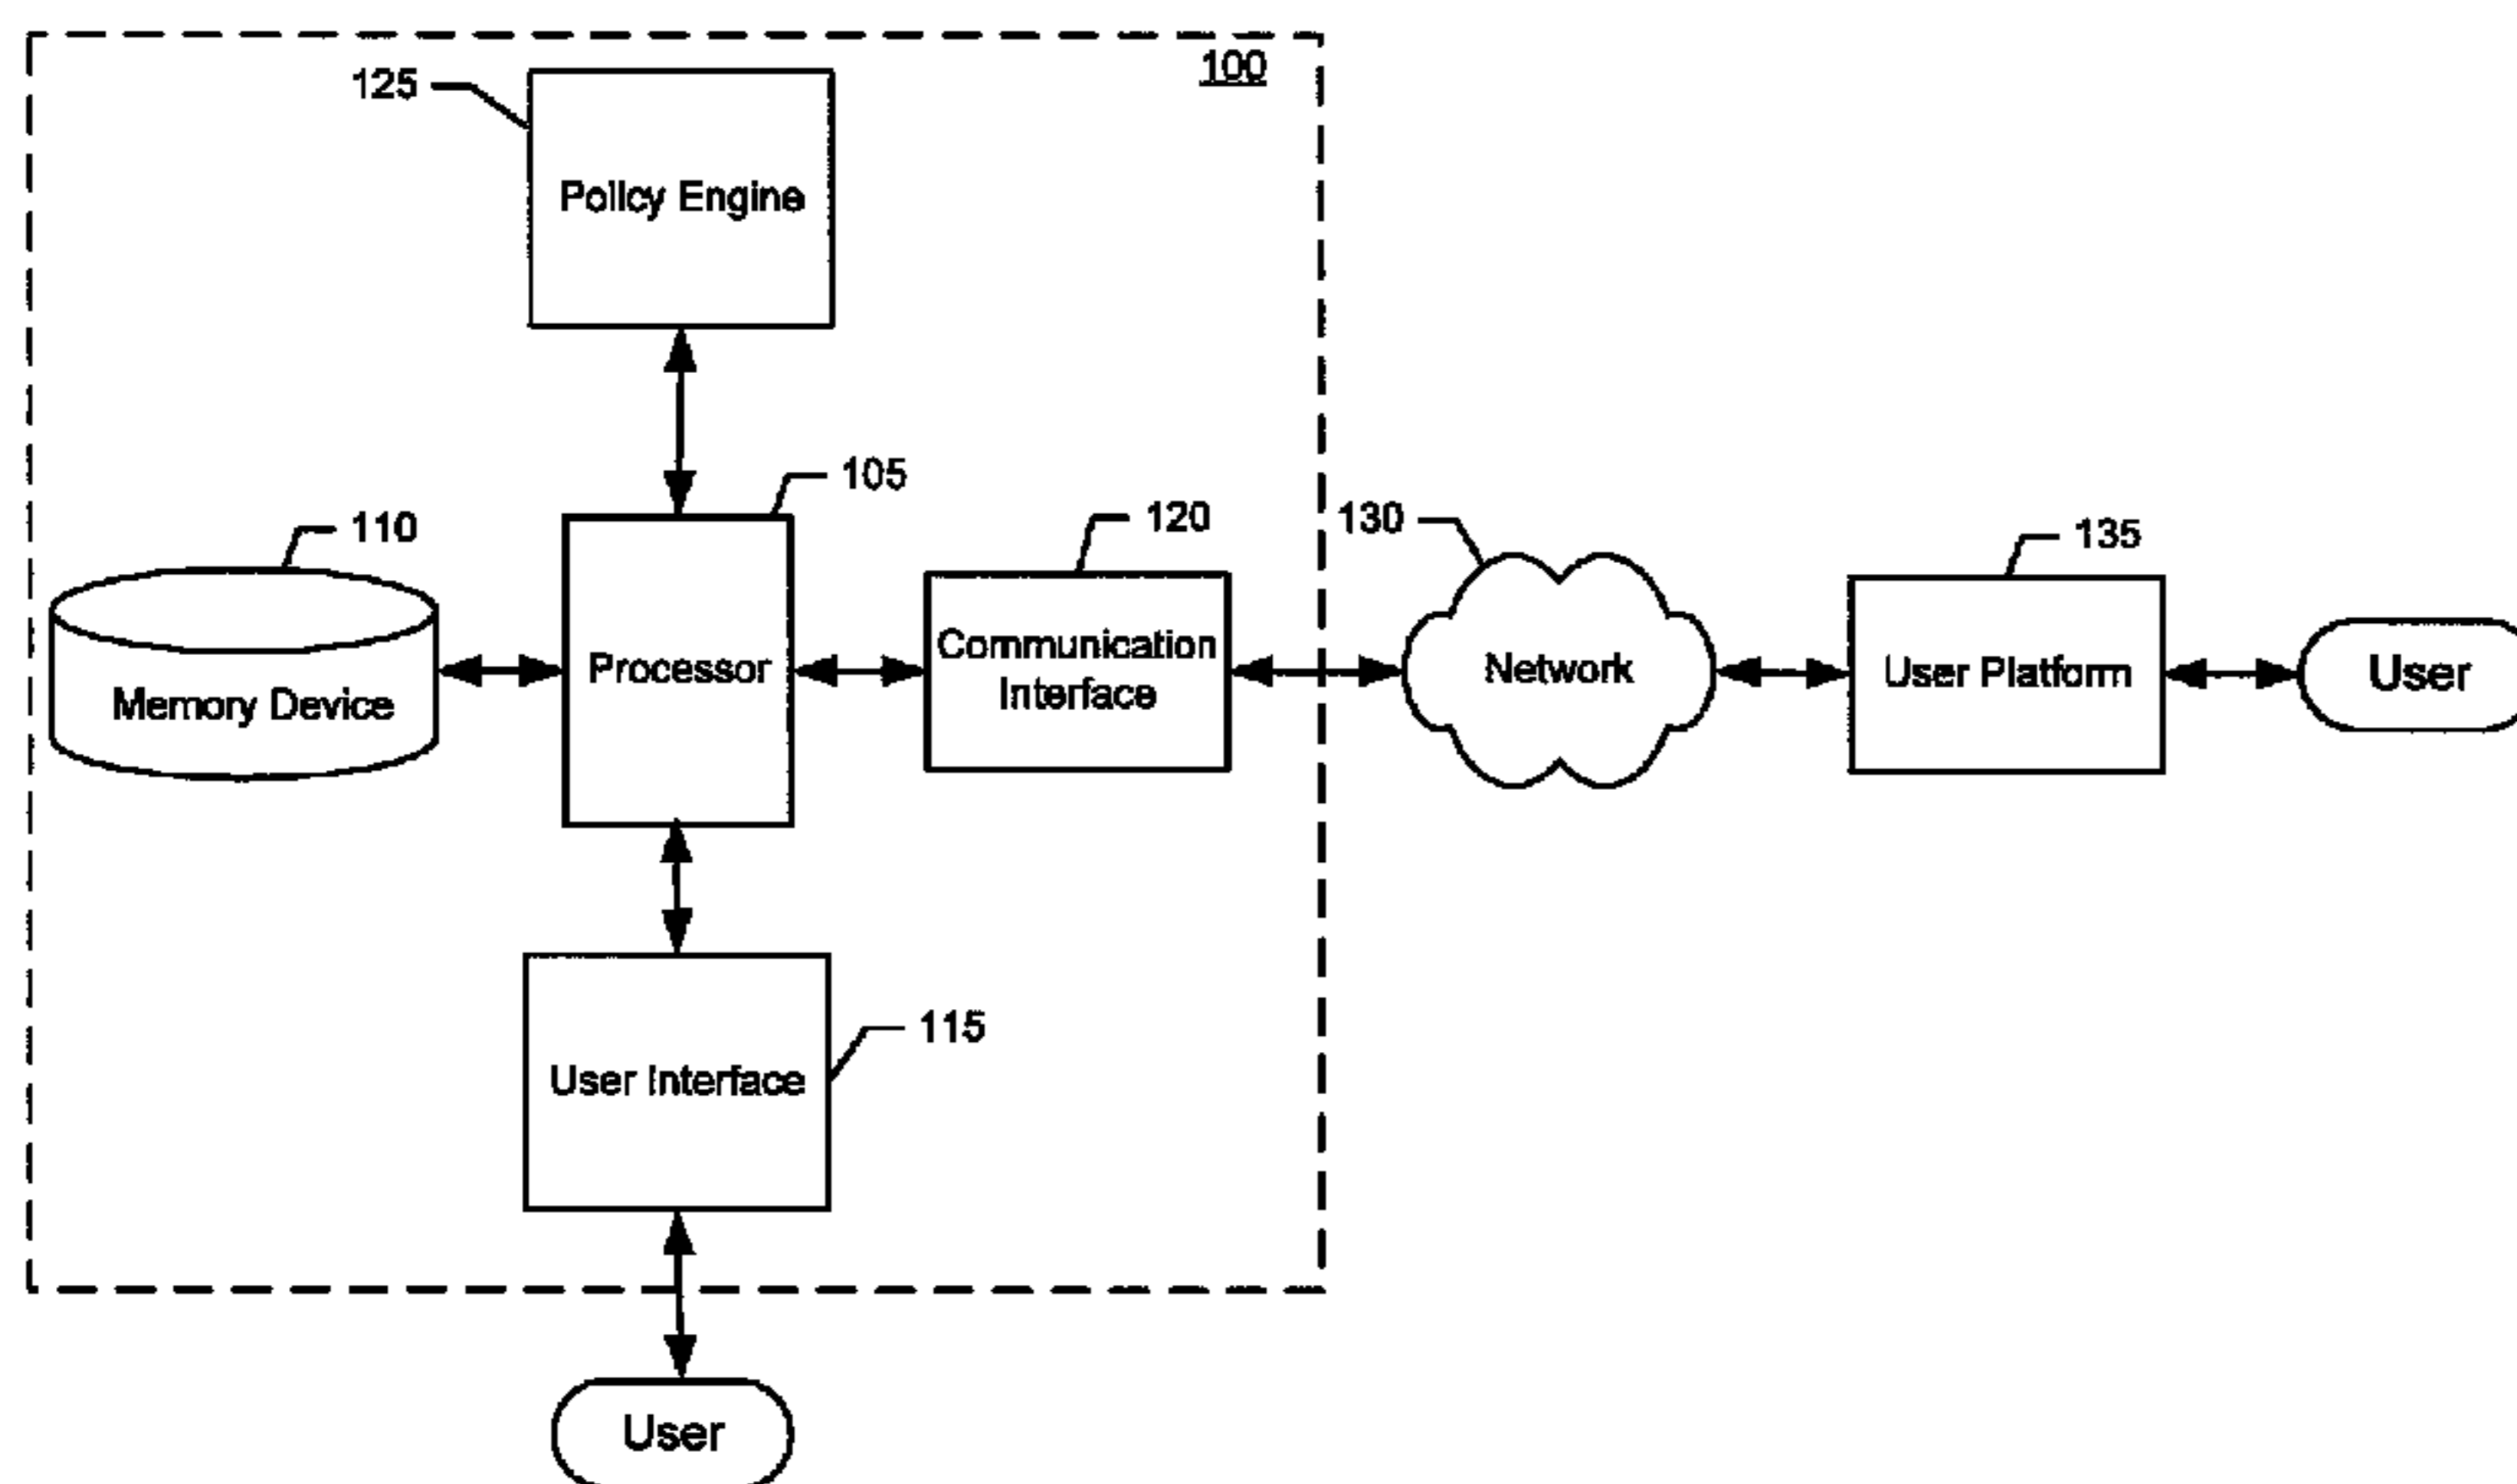 100
125
Policy Engine
105
110
120
130
135
Communication
Interface
Processor
Network
User Platform
User
Memory Device
115
User Interface
User